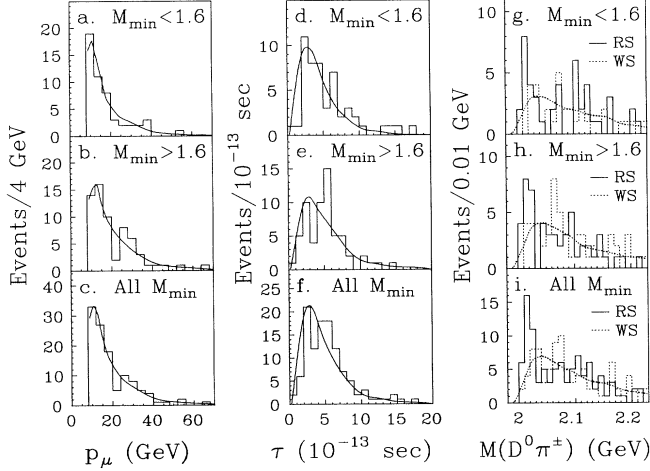 a. M_min<1.6
20
15
10
5
0
b. M_min>1.6
20
15
10
5
0
c. All M_min
40
30
20
10
0
0 20 40 60
p_μ (GeV)
Events/4 GeV
d. M_min<1.6
10
5
0
e. M_min>1.6
15
10
5
0
f. All M_min
25
20
15
10
5
0
0 5 10 15 20
τ (10⁻¹³ sec)
Events/10⁻¹³ sec
g. M_min<1.6
RS
WS
10
5
0
h. M_min>1.6
RS
WS
10
5
0
i. All M_min
RS
WS
15
10
5
0
2 2.1 2.2
M(D⁰π±) (GeV)
Events/0.01 GeV